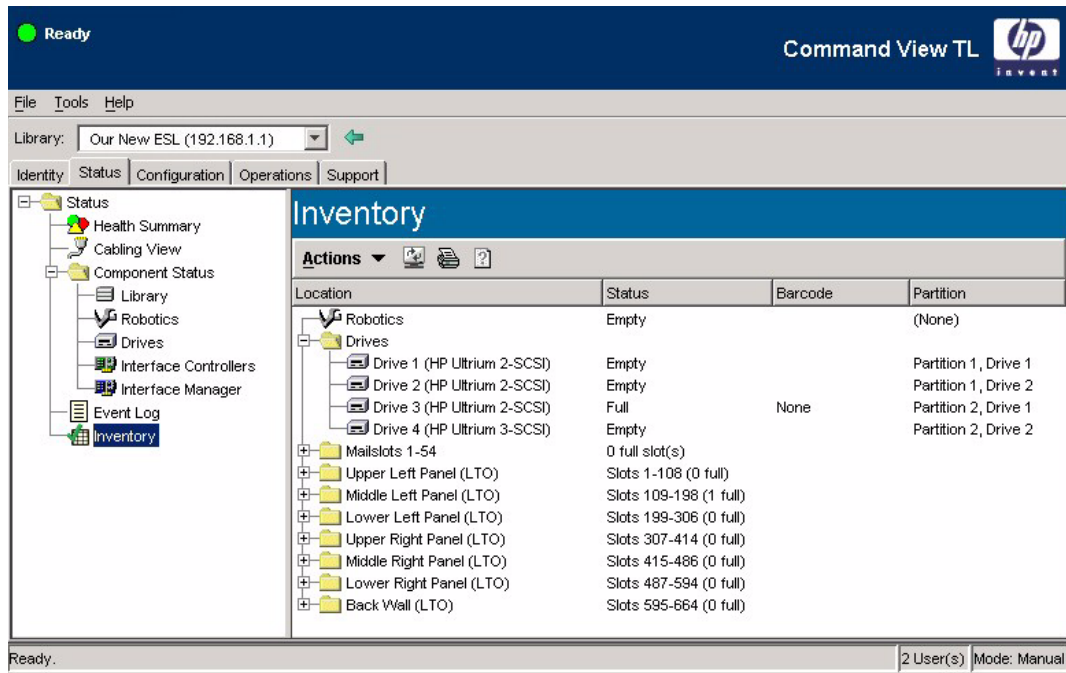 Ready
Command View TL
hp
invent
File Tools Help
Library: Our New ESL (192.168.1.1)
Identity Status Configuration Operations Support
Status
Health Summary
Cabling View
Component Status
Library
Robotics
Drives
Interface Controllers
Interface Manager
Event Log
Inventory
Inventory
Actions
Location Status Barcode Partition
Robotics Empty (None)
Drives
Drive 1 (HP Ultrium 2-SCSI) Empty Partition 1, Drive 1
Drive 2 (HP Ultrium 2-SCSI) Empty Partition 1, Drive 2
Drive 3 (HP Ultrium 2-SCSI) Full None Partition 2, Drive 1
Drive 4 (HP Ultrium 3-SCSI) Empty Partition 2, Drive 2
Mailslots 1-54 0 full slot(s)
Upper Left Panel (LTO) Slots 1-108 (0 full)
Middle Left Panel (LTO) Slots 109-198 (1 full)
Lower Left Panel (LTO) Slots 199-306 (0 full)
Upper Right Panel (LTO) Slots 307-414 (0 full)
Middle Right Panel (LTO) Slots 415-486 (0 full)
Lower Right Panel (LTO) Slots 487-594 (0 full)
Back Wall (LTO) Slots 595-664 (0 full)
Ready. 2 User(s) Mode: Manual